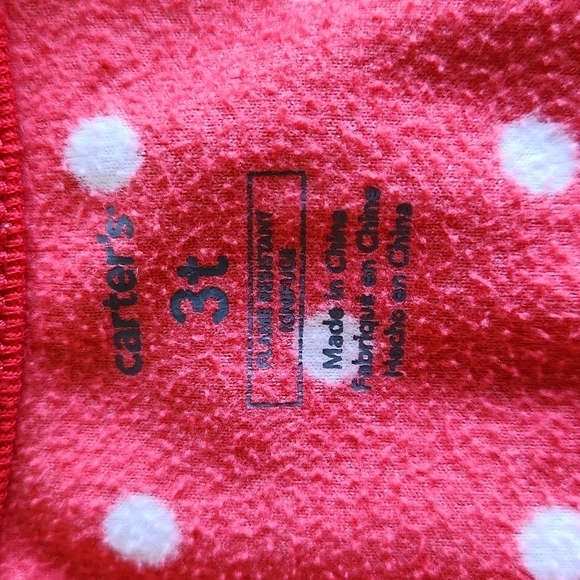 carter's
3t
FLAME RESISTANT
IGNIFUGE
Made in China
Fabriqué en Chine
Hecho en China